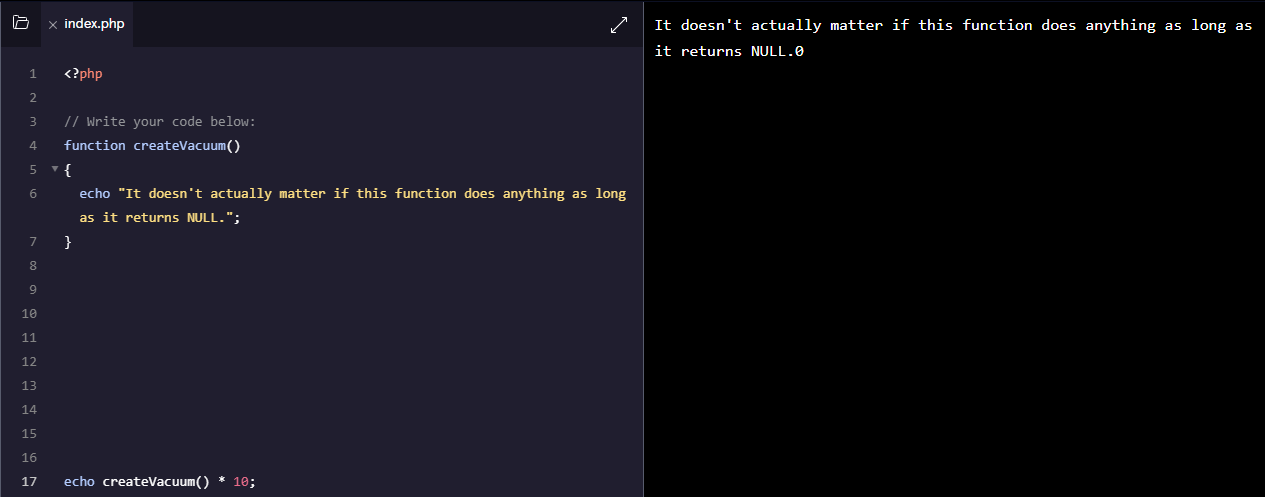 index.php
1 <?php
2
3 // Write your code below:
4 function createVacuum()
5 {
6 echo "It doesn't actually matter if this function does anything as long
as it returns NULL.";
7 }
8
9
10
11
12
13
14
15
16
17 echo createVacuum() * 10;
It doesn't actually matter if this function does anything as long as
it returns NULL.0